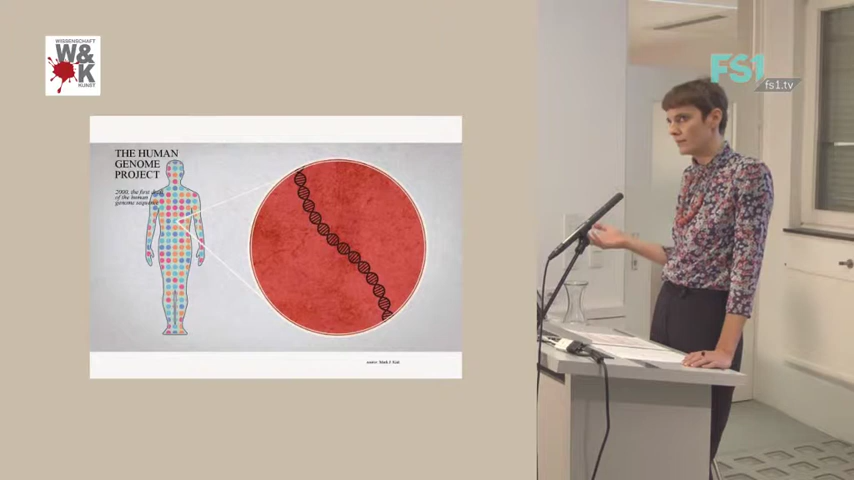 WISSENSCHAFT
W&
K
KUNST
FS1
fs1.tv
THE HUMAN
GENOME
PROJECT
2000, the first draft
of the human
genome sequence